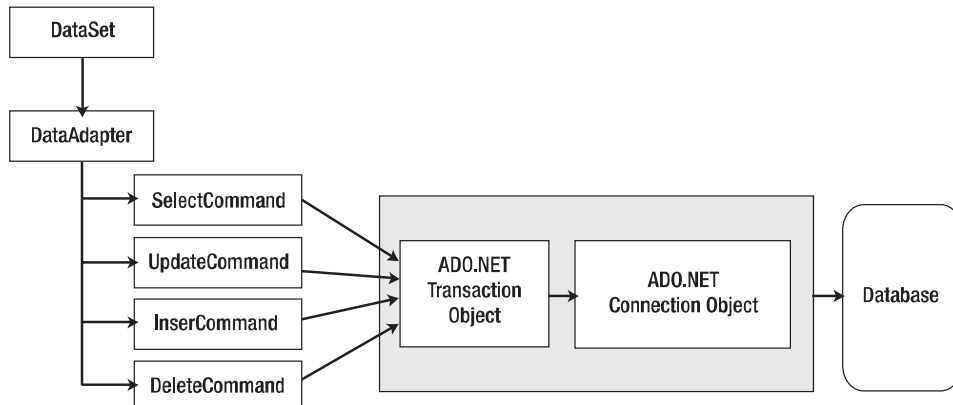 DataSet
DataAdapter
SelectCommand
UpdateCommand
InserCommand
DeleteCommand
ADO.NET
Transaction
Object
ADO.NET
Connection Object
Database